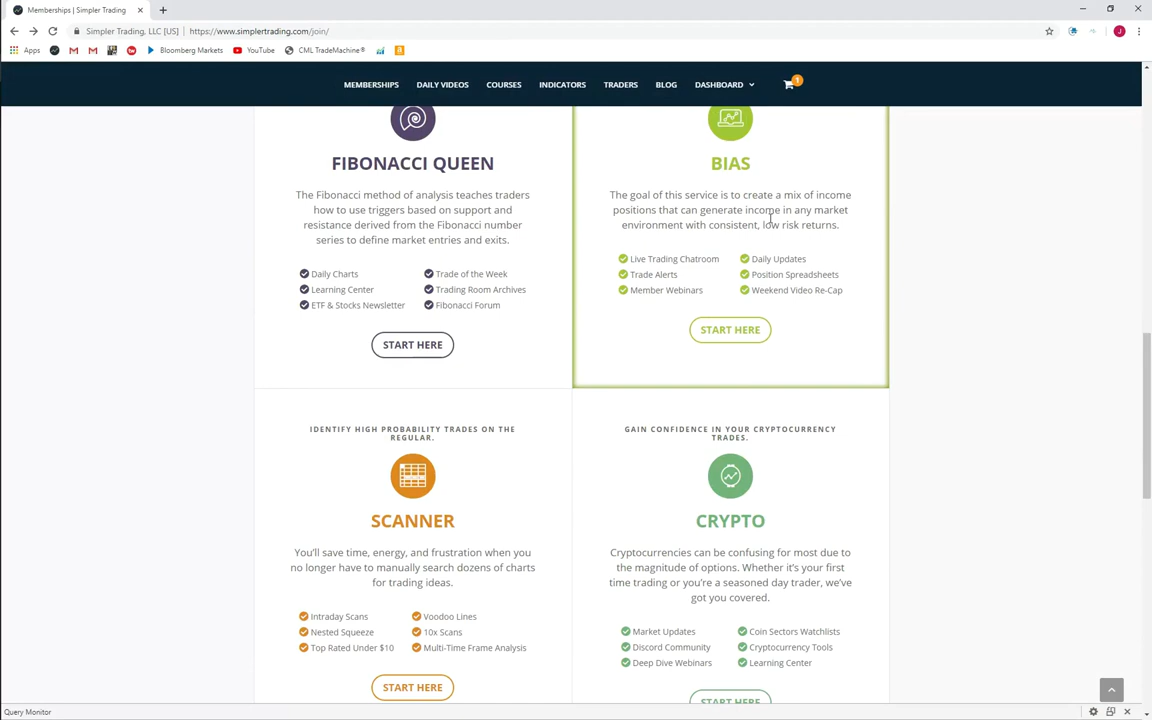 Memberships | Simpler Trading
Simpler Trading, LLC [US] | https://www.simplertrading.com/join/
J
Apps
Bloomberg Markets
YouTube
CML TradeMachine®
MEMBERSHIPS DAILY VIDEOS COURSES INDICATORS TRADERS BLOG DASHBOARD 1
FIBONACCI QUEEN
The Fibonacci method of analysis teaches traders
how to use triggers based on support and
resistance derived from the Fibonacci number
series to define market entries and exits.
Daily Charts Trade of the Week
Learning Center Trading Room Archives
ETF & Stocks Newsletter Fibonacci Forum
START HERE
BIAS
The goal of this service is to create a mix of income
positions that can generate income in any market
environment with consistent, low risk returns.
Live Trading Chatroom Daily Updates
Trade Alerts Position Spreadsheets
Member Webinars Weekend Video Re-Cap
START HERE
IDENTIFY HIGH PROBABILITY TRADES ON THE
REGULAR.
SCANNER
You'll save time, energy, and frustration when you
no longer have to manually search dozens of charts
for trading ideas.
Intraday Scans Voodoo Lines
Nested Squeeze 10x Scans
Top Rated Under $10 Multi-Time Frame Analysis
START HERE
GAIN CONFIDENCE IN YOUR CRYPTOCURRENCY
TRADES.
CRYPTO
Cryptocurrencies can be confusing for most due to
the magnitude of options. Whether it's your first
time trading or you're a seasoned day trader, we've
got you covered.
Market Updates Coin Sectors Watchlists
Discord Community Cryptocurrency Tools
Deep Dive Webinars Learning Center
START HERE
Query Monitor